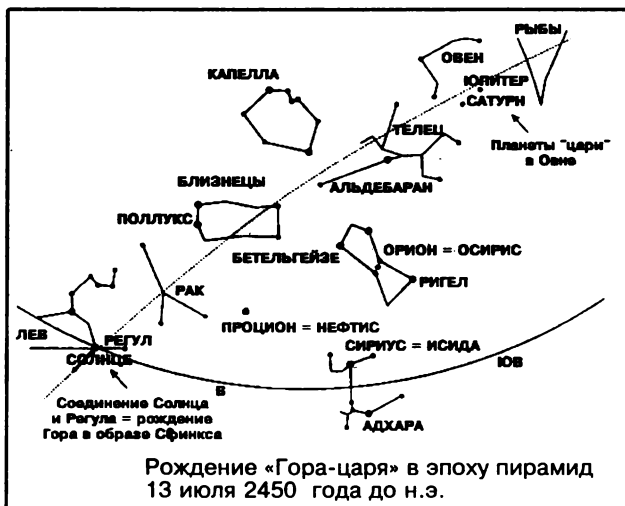 РЫБЫ
ОВЕН
КАПЕЛЛА
ЮПИТЕР
САТУРН
ТЕЛЕЦ
Планеты "цари"
в Овне
БЛИЗНЕЦЫ
АЛЬДЕБАРАН
ПОЛЛУКС
БЕТЕЛЬГЕЙЗЕ
ОРИОН = ОСИРИС
РАК
РИГЕЛ
ПРОЦИОН = НЕФТИС
ЛЕВ
РЕГУЛ
СОЛНЦЕ
СИРИУС = ИСИДА
ЮВ
В
Соединение Солнца
и Регула = рождение
Гора в образе Сфинкса
АДХАРА
Рождение «Гора-царя» в эпоху пирамид
13 июля 2450 года до н.э.